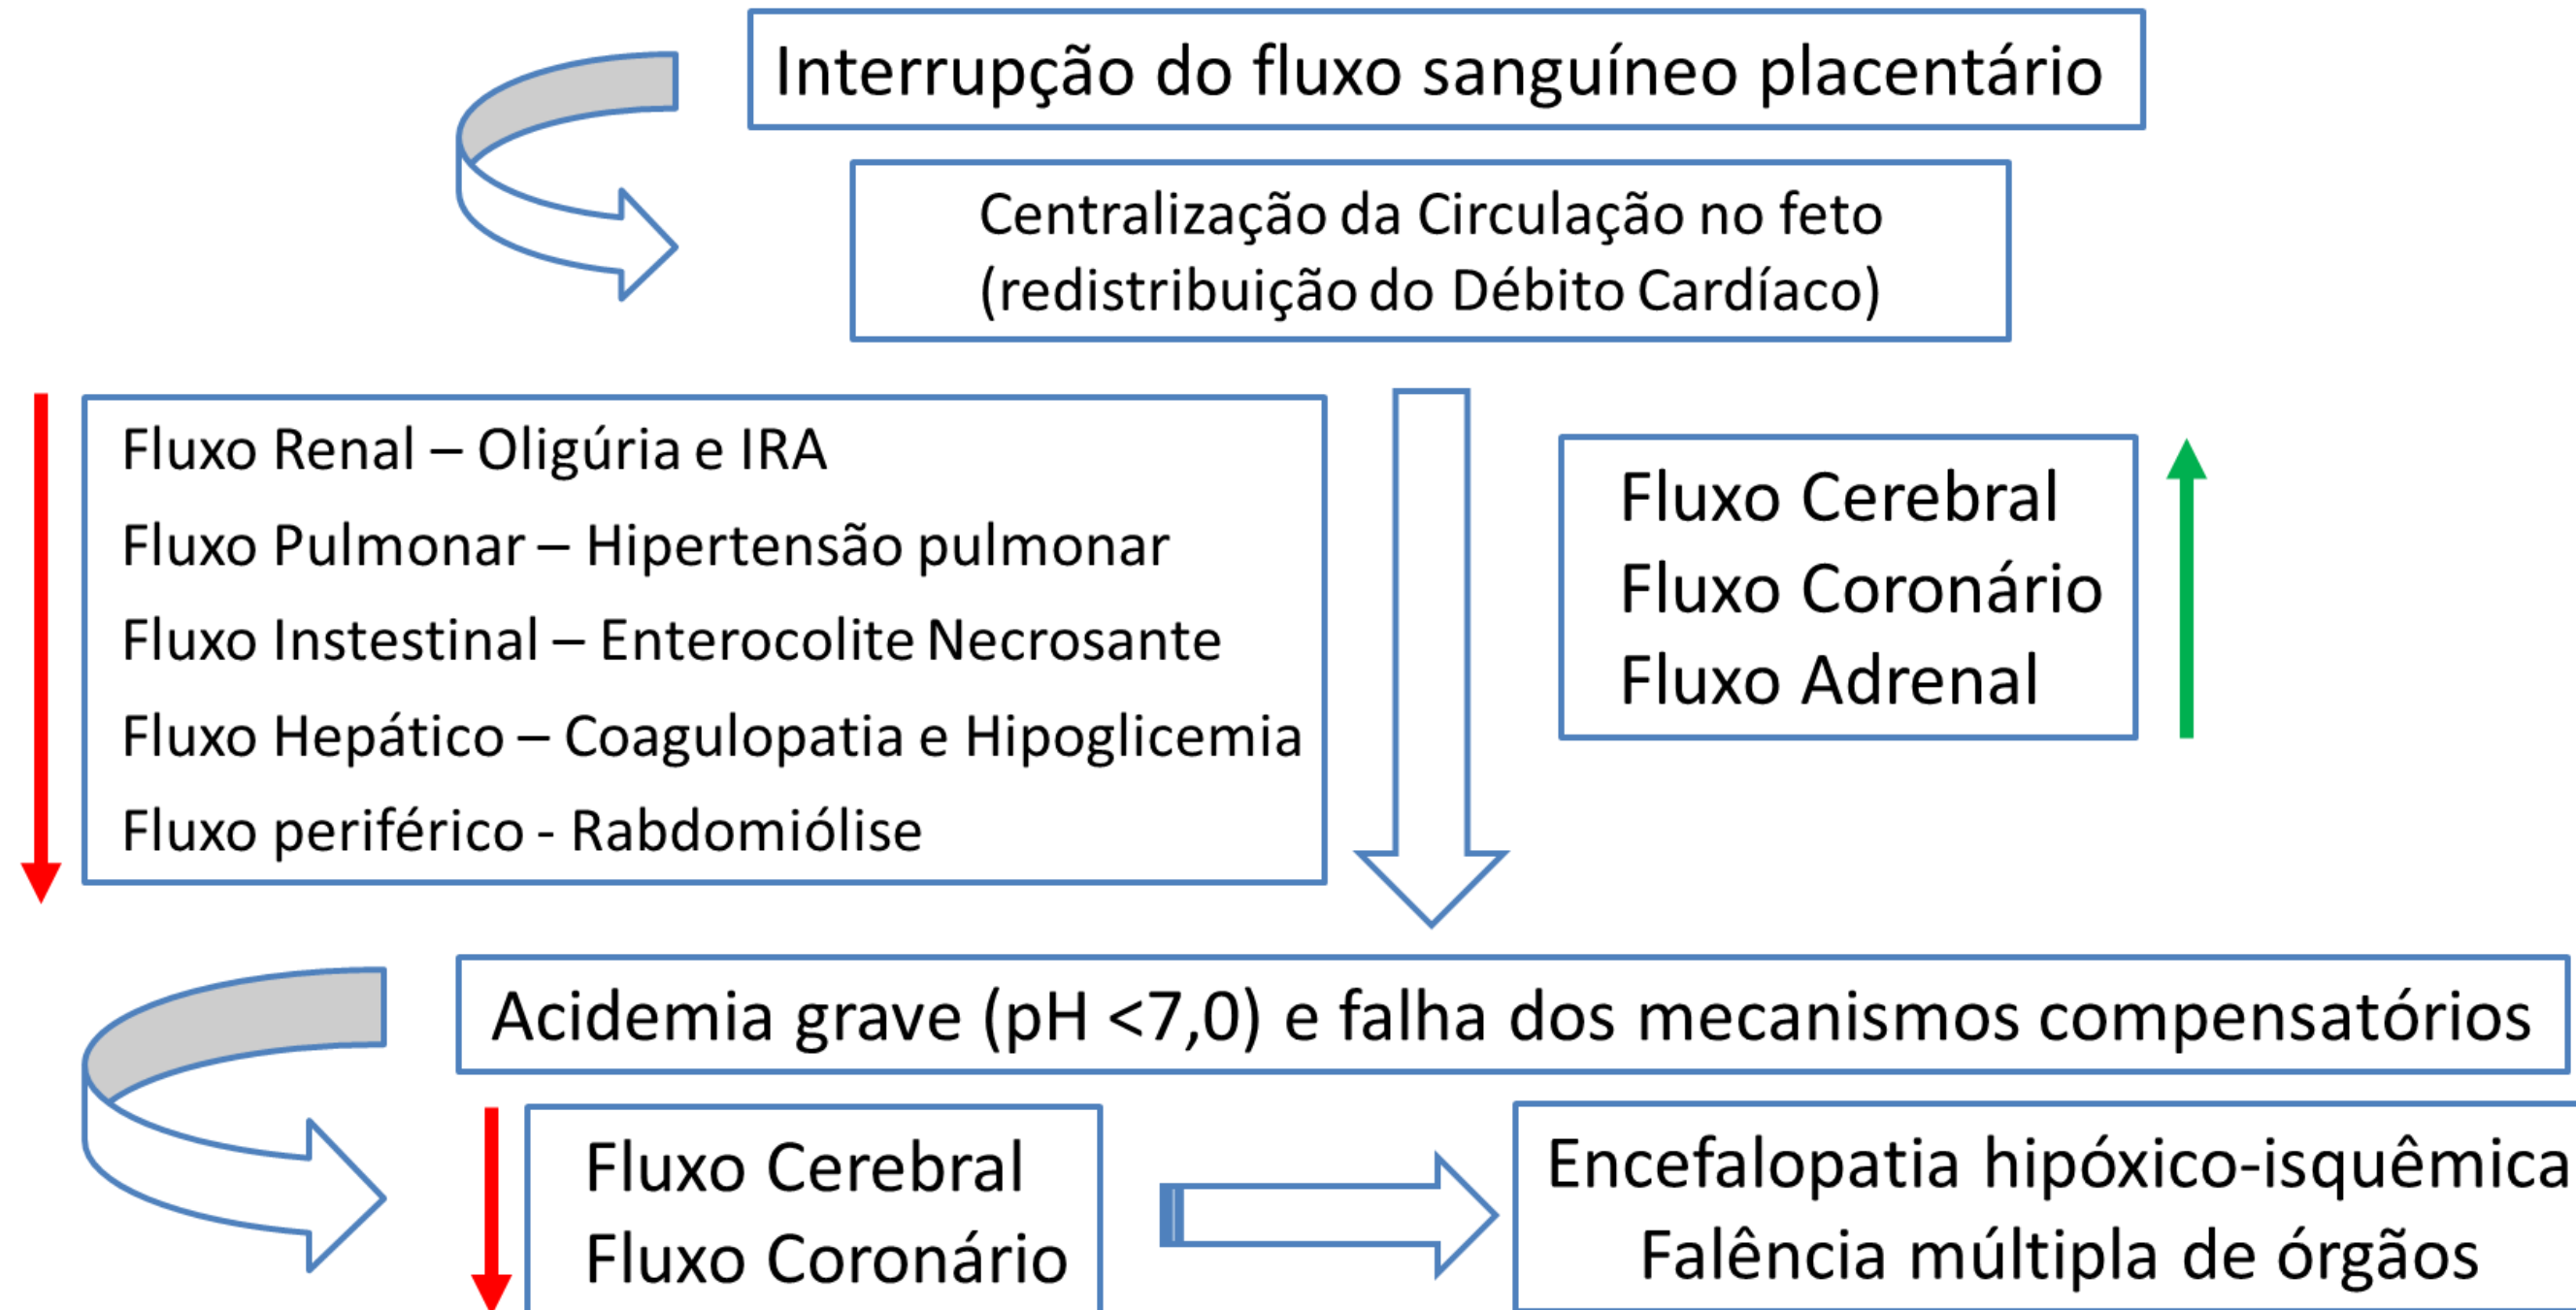 Interrupção do fluxo sanguíneo placentário
Centralização da Circulação no feto
(redistribuição do Débito Cardíaco)
Fluxo Renal – Oligúria e IRA
Fluxo Pulmonar – Hipertensão pulmonar
Fluxo Instestinal – Enterocolite Necrosante
Fluxo Hepático – Coagulopatia e Hipoglicemia
Fluxo periférico - Rabdomiólise
Fluxo Cerebral
Fluxo Coronário
Fluxo Adrenal
Acidemia grave (pH <7,0) e falha dos mecanismos compensatórios
Fluxo Cerebral
Fluxo Coronário
Encefalopatia hipóxico-isquêmica
Falência múltipla de órgãos